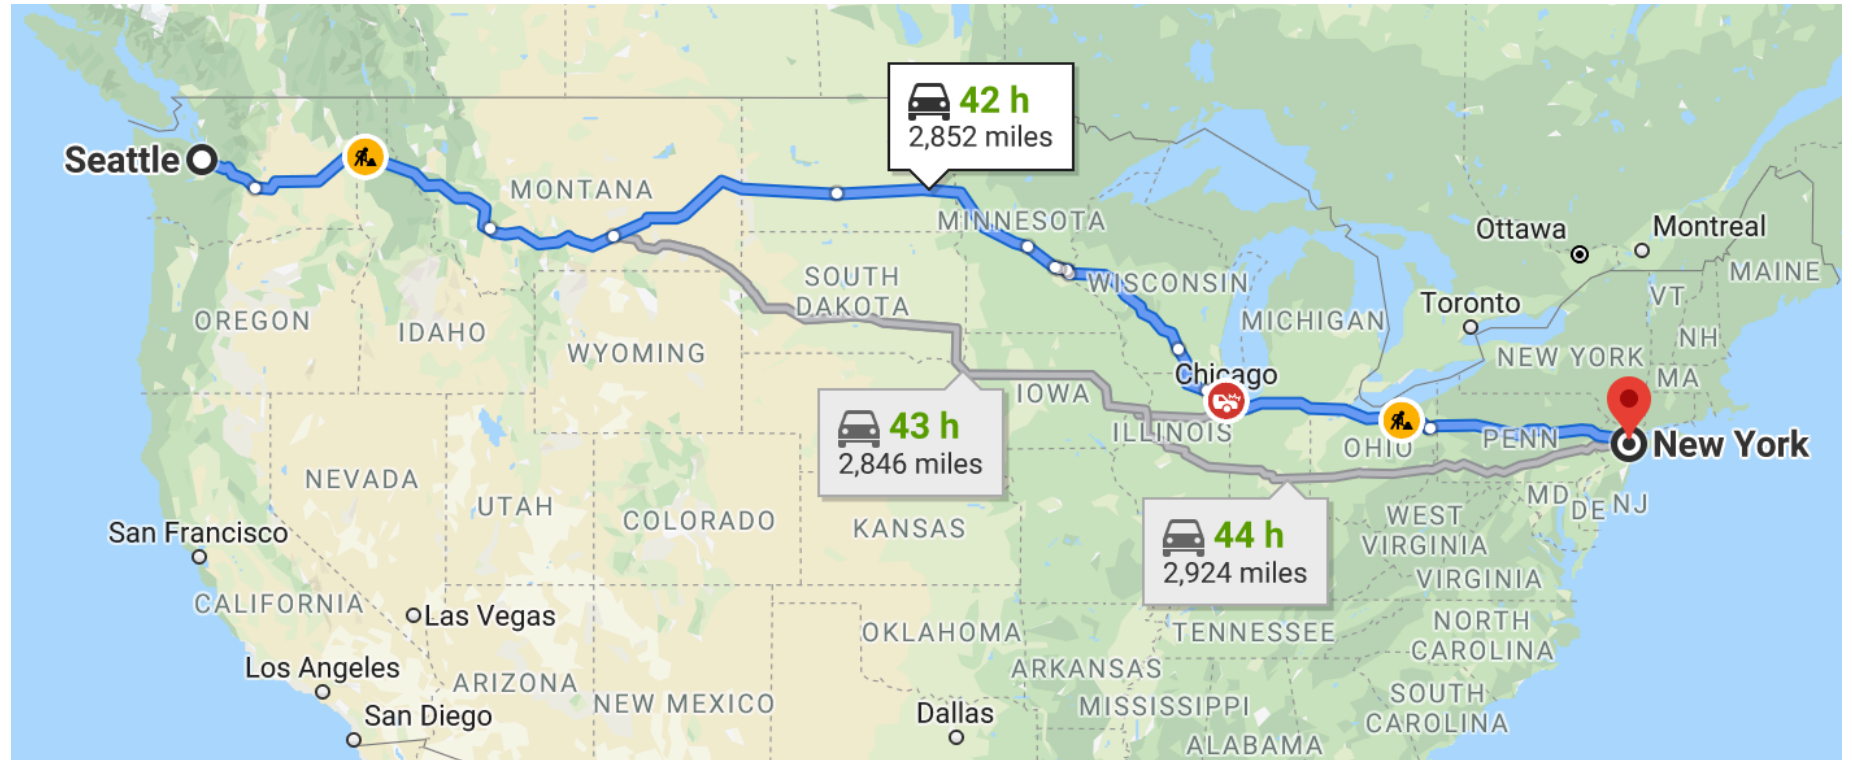 42 h
2,852 miles
Seattle
MONTANA
MINNESOTA
Ottawa
Montreal
MAINE
SOUTH
DAKOTA
WISCONSIN
VT
OREGON
IDAHO
MICHIGAN
Toronto
NH
WYOMING
NEW YORK
Chicago
MA
IOWA
43 h
2,846 miles
ILLINOIS
OHIO
PENN
New York
NEVADA
UTAH
COLORADO
KANSAS
MD
DE
NJ
San Francisco
44 h
2,924 miles
WEST
VIRGINIA
VIRGINIA
CALIFORNIA
Las Vegas
OKLAHOMA
TENNESSEE
NORTH
CAROLINA
Los Angeles
ARIZONA
NEW MEXICO
ARKANSAS
MISSISSIPPI
SOUTH
CAROLINA
San Diego
Dallas
ALABAMA